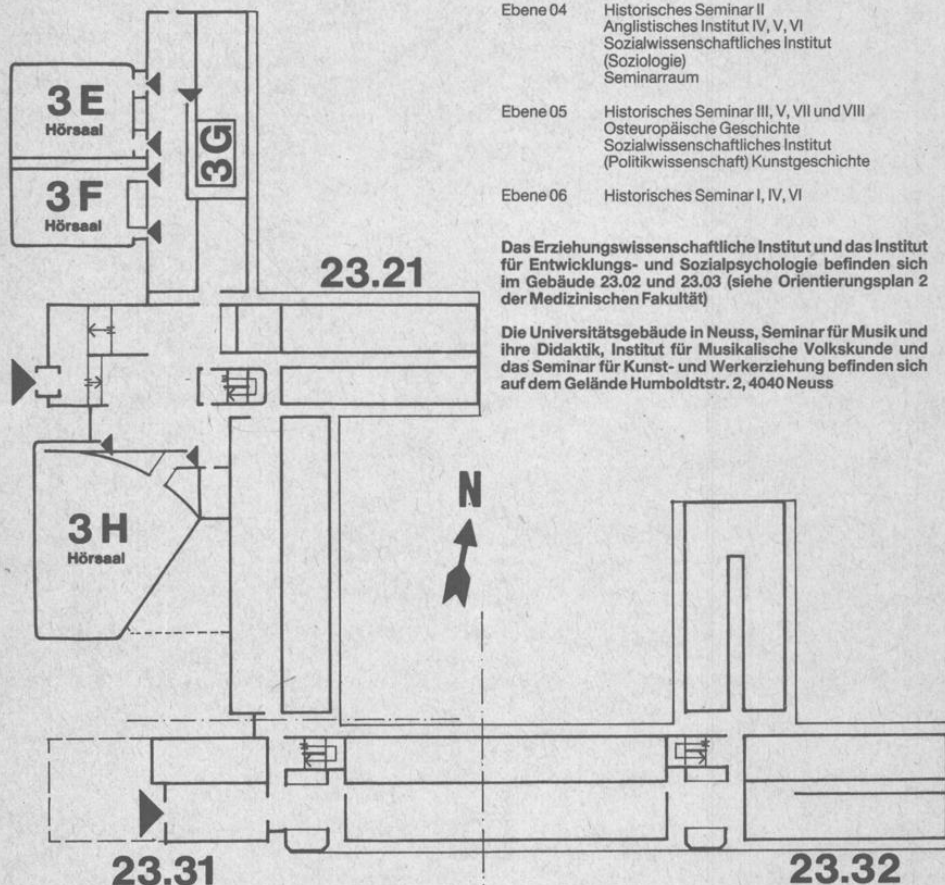 Ebene 04 Historisches Seminar II
Anglistisches Institut IV, V, VI
Sozialwissenschaftliches Institut
(Soziologie)
Seminarraum
Ebene 05 Historisches Seminar III, V, VII und VIII
Osteuropäische Geschichte
Sozialwissenschaftliches Institut
(Politikwissenschaft) Kunstgeschichte
Ebene 06 Historisches Seminar I, IV, VI
Das Erziehungswissenschaftliche Institut und das Institut
für Entwicklungs- und Sozialpsychologie befinden sich
im Gebäude 23.02 und 23.03 (siehe Orientierungsplan 2
der Medizinischen Fakultät)
Die Universitätsgebäude in Neuss, Seminar für Musik und
ihre Didaktik, Institut für Musikalische Volkskunde und
das Seminar für Kunst- und Werkerziehung befinden sich
auf dem Gelände Humboldtstr. 2, 4040 Neuss
3E
Hörsaal
3F
Hörsaal
3G
23.21
3H
Hörsaal
N
23.31
23.32